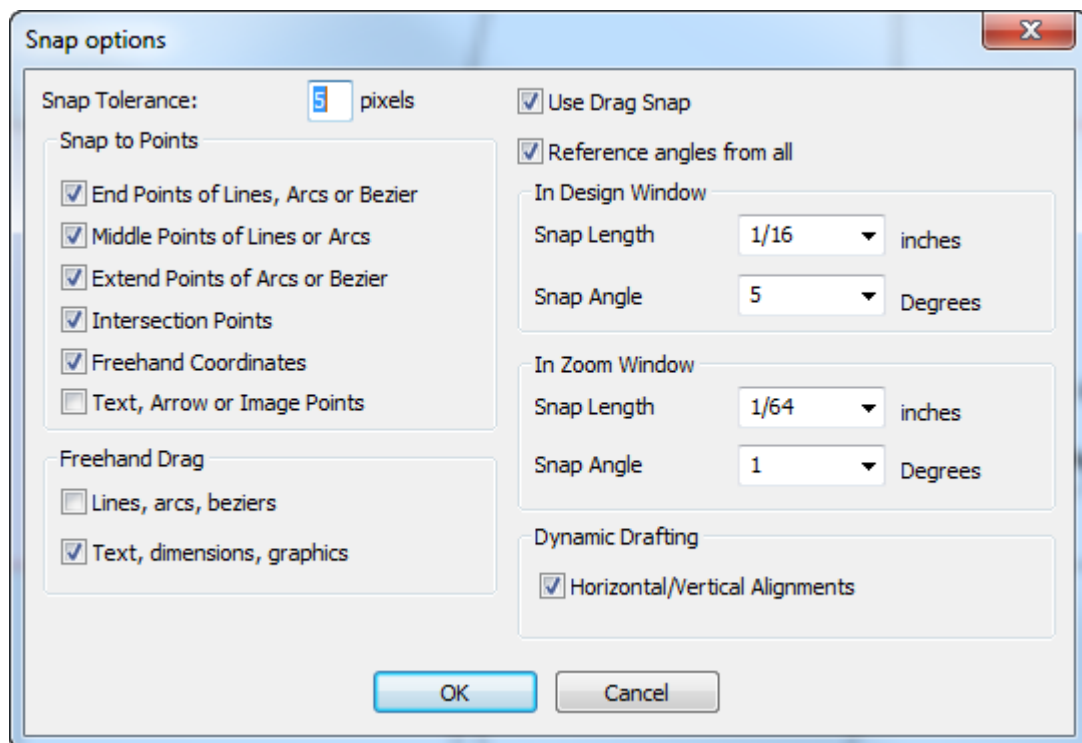 Snap options
Snap Tolerance: 5 pixels
Snap to Points
End Points of Lines, Arcs or Bezier
Middle Points of Lines or Arcs
Extend Points of Arcs or Bezier
Intersection Points
Freehand Coordinates
Text, Arrow or Image Points
Freehand Drag
Lines, arcs, beziers
Text, dimensions, graphics
Use Drag Snap
Reference angles from all
In Design Window
Snap Length 1/16 inches
Snap Angle 5 Degrees
In Zoom Window
Snap Length 1/64 inches
Snap Angle 1 Degrees
Dynamic Drafting
Horizontal/Vertical Alignments
OK Cancel